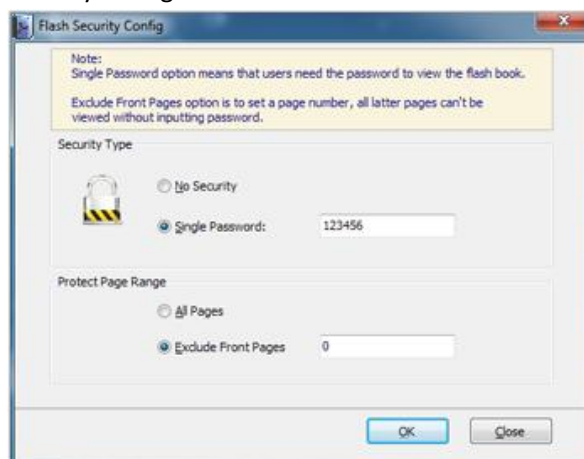 Flash Security Config
Note:
Single Password option means that users need the password to view the flash book.
Exclude Front Pages option is to set a page number, all latter pages can't be
viewed without inputting password.
Security Type
No Security
Single Password: 123456
Protect Page Range
All Pages
Exclude Front Pages 0
OK Close